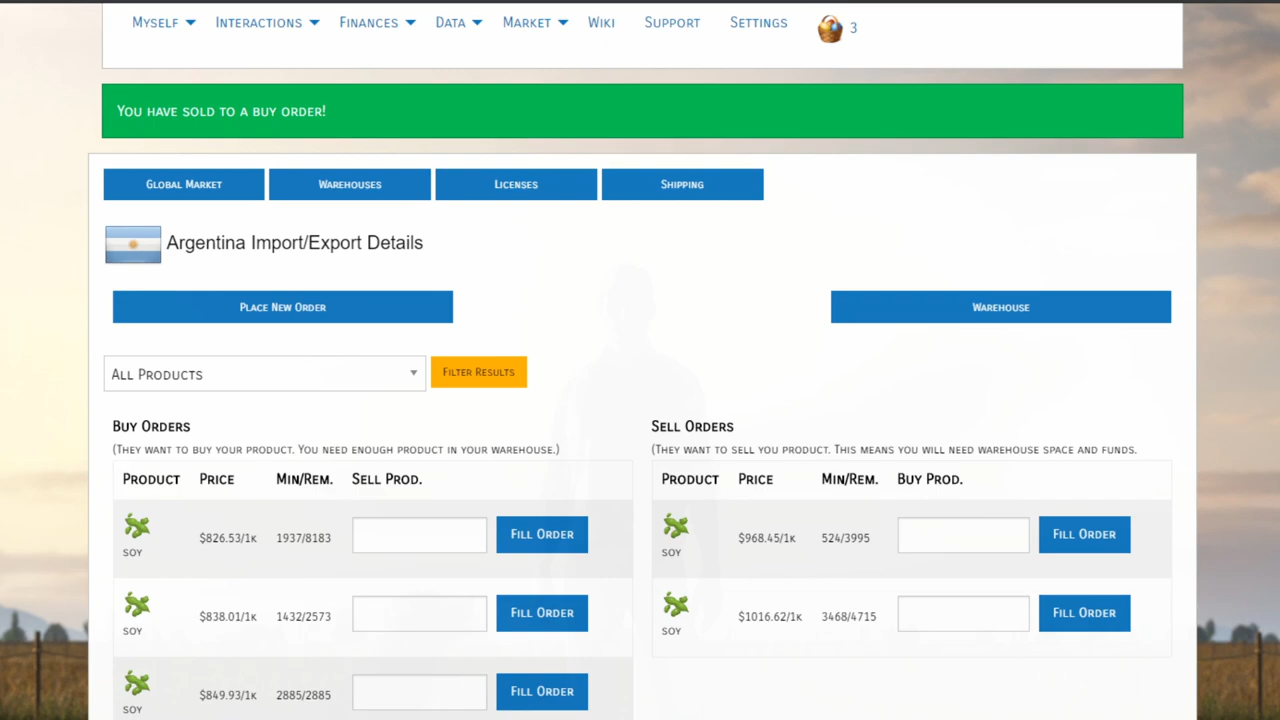 Myself Interactions Finances Data Market Wiki Support Settings 3
You have sold to a buy order!
Global Market Warehouses Licenses Shipping
Argentina Import/Export Details
Place New Order Warehouse
All Products Filter Results
Buy Orders
(They want to buy your product. You need enough product in your warehouse.)
Product Price Min/Rem. Sell Prod.
soy $826.53/1k 1937/8183 Fill Order
soy $838.01/1k 1432/2573 Fill Order
soy $849.93/1k 2885/2885 Fill Order
Sell Orders
(They want to sell you product. This means you will need warehouse space and funds.
Product Price Min/Rem. Buy Prod.
soy $968.45/1k 524/3995 Fill Order
soy $1016.62/1k 3468/4715 Fill Order